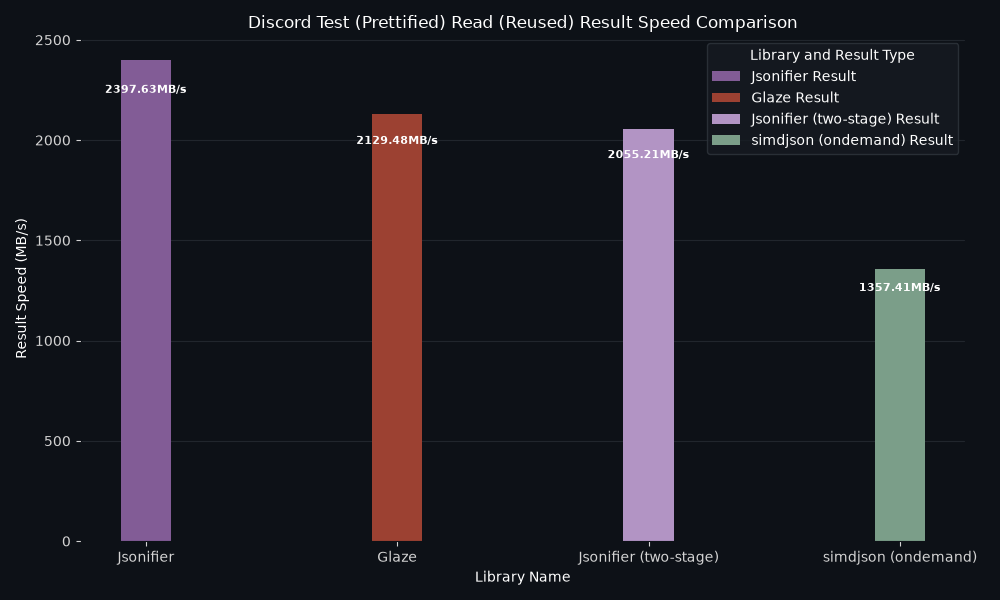 Discord Test (Prettified) Read (Reused) Result Speed Comparison
Result Speed (MB/s)
2500
2000
1500
1000
500
0
2397.63MB/s
2129.48MB/s
2055.21MB/s
1357.41MB/s
Library and Result Type
Jsonifier Result
Glaze Result
Jsonifier (two-stage) Result
simdjson (ondemand) Result
Jsonifier
Glaze
Jsonifier (two-stage)
simdjson (ondemand)
Library Name